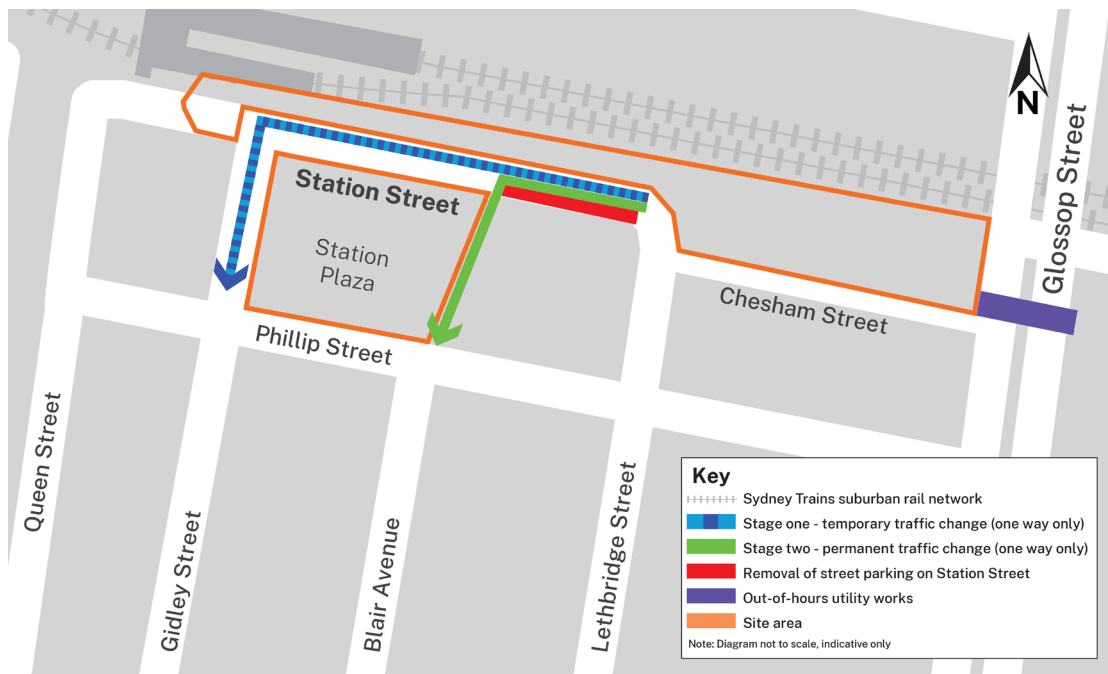 N
Glossop Street
Station Street
Station
Plaza
Chesham Street
Phillip Street
Queen Street
Gidley Street
Blair Avenue
Lethbridge Street
Key
Sydney Trains suburban rail network
Stage one - temporary traffic change (one way only)
Stage two - permanent traffic change (one way only)
Removal of street parking on Station Street
Out-of-hours utility works
Site area
Note: Diagram not to scale, indicative only